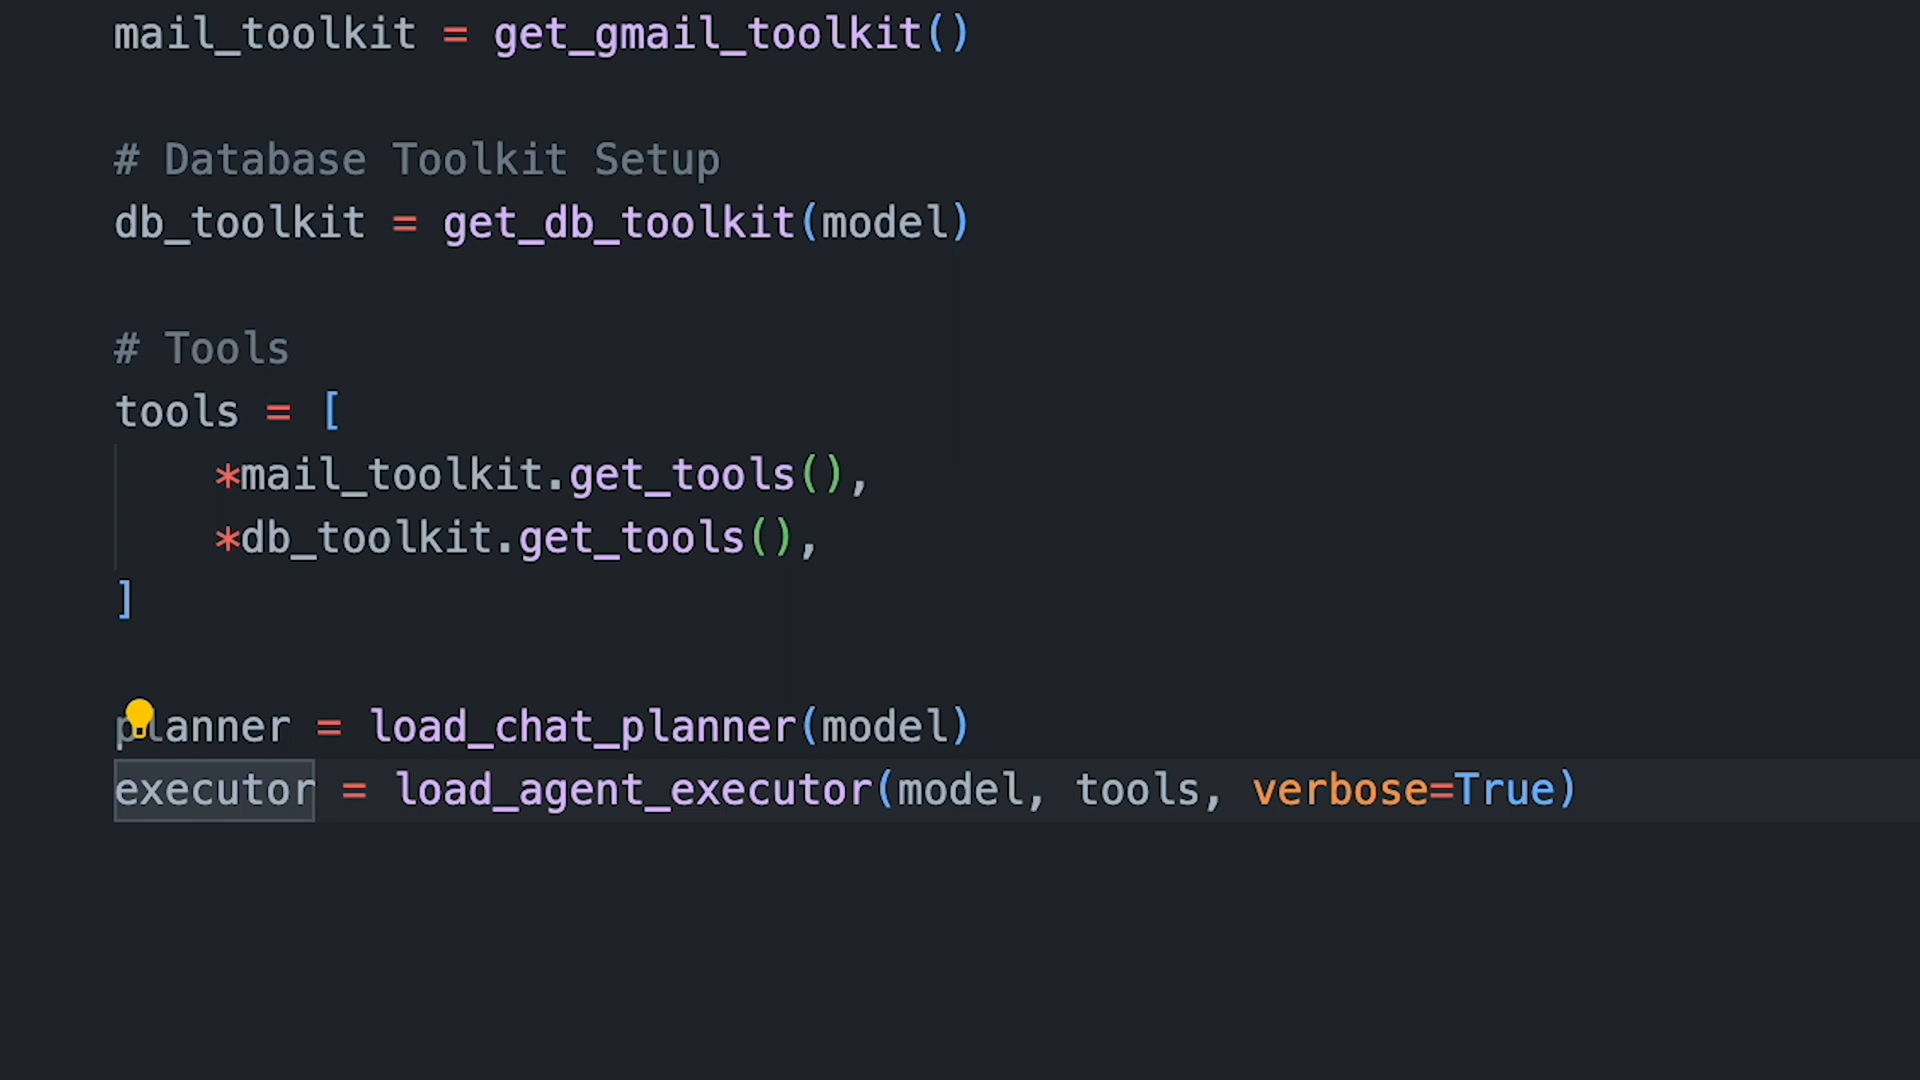 mail_toolkit = get_gmail_toolkit()
# Database Toolkit Setup
db_toolkit = get_db_toolkit(model)
# Tools
tools = [
*mail_toolkit.get_tools(),
*db_toolkit.get_tools(),
]
planner = load_chat_planner(model)
executor = load_agent_executor(model, tools, verbose=True)